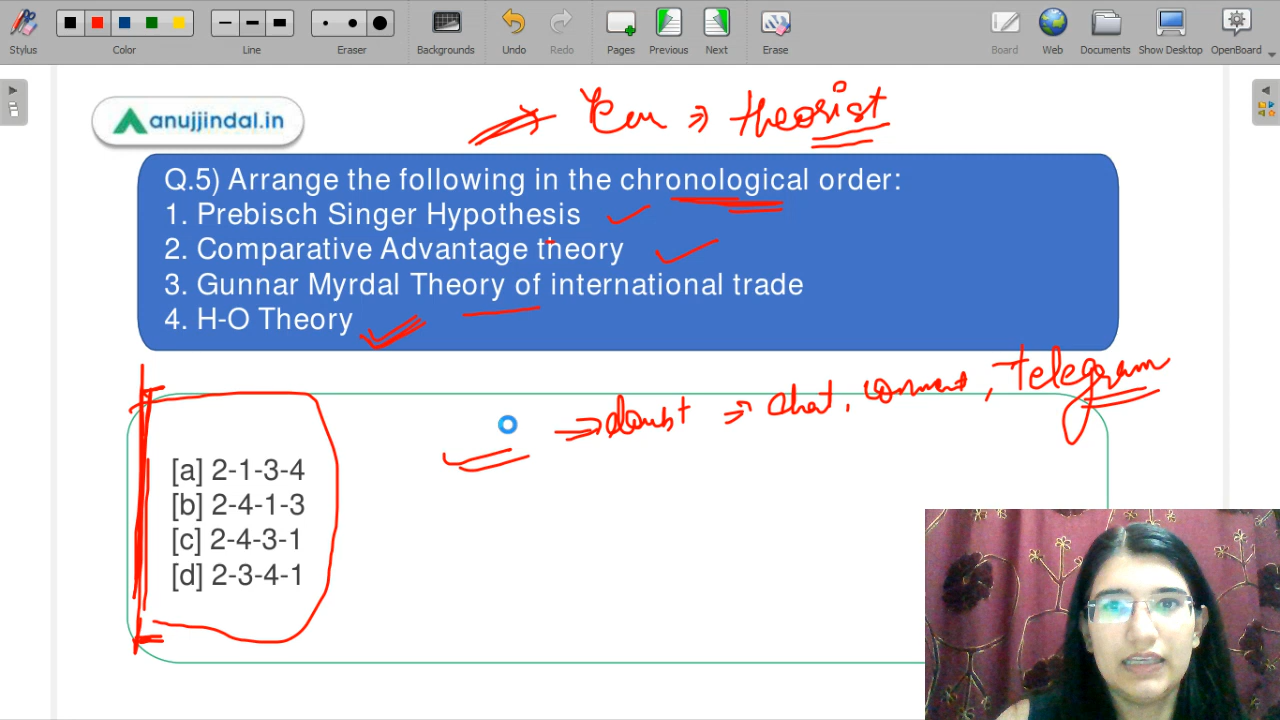 Stylus
Color
Line
Eraser
Backgrounds
Undo
Redo
Pages
Previous
Next
Erase
Board
Web
Documents
Show Desktop
OpenBoard
anujjindal.in
⇒ theorist
Q.5) Arrange the following in the chronological order:
1. Prebisch Singer Hypothesis
2. Comparative Advantage theory
3. Gunnar Myrdal Theory of international trade
4. H-O Theory
⇒ doubt ⇒ chat, comment, telegram
[a] 2-1-3-4
[b] 2-4-1-3
[c] 2-4-3-1
[d] 2-3-4-1